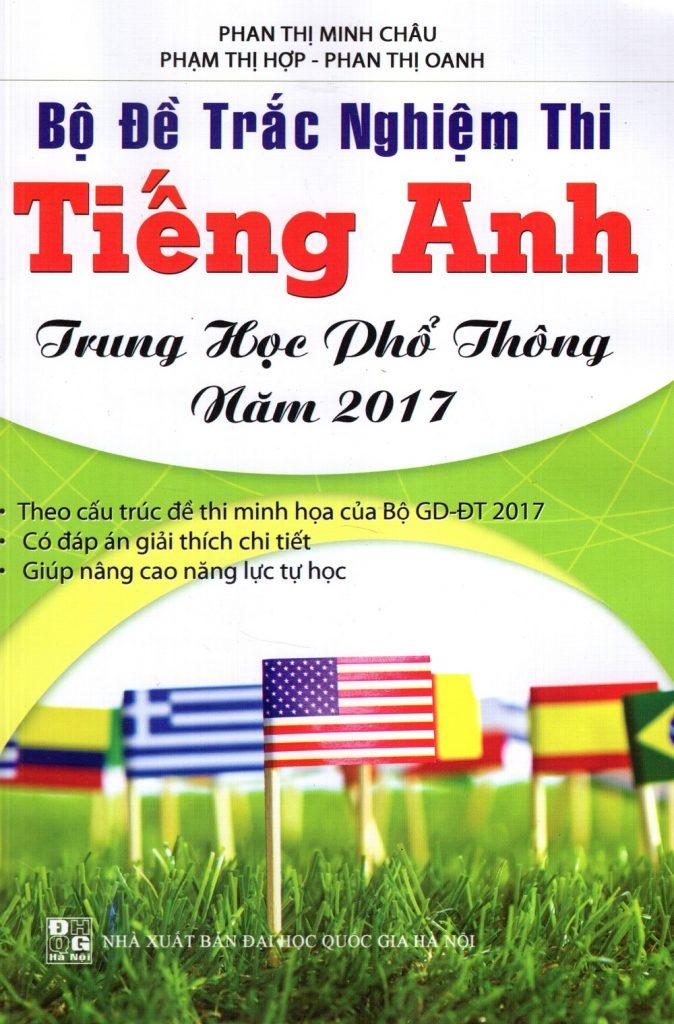 PHAN THỊ MINH CHÂU
PHẠM THỊ HỢP - PHAN THỊ OANH
Bộ Đề Trắc Nghiệm Thi
Tiếng Anh
Trung Học Phổ Thông
Năm 2017
• Theo cấu trúc đề thi minh họa của Bộ GD-ĐT 2017
• Có đáp án giải thích chi tiết
• Giúp nâng cao năng lực tự học
ĐHQG
Hà Nội
NHÀ XUẤT BẢN ĐẠI HỌC QUỐC GIA HÀ NỘI